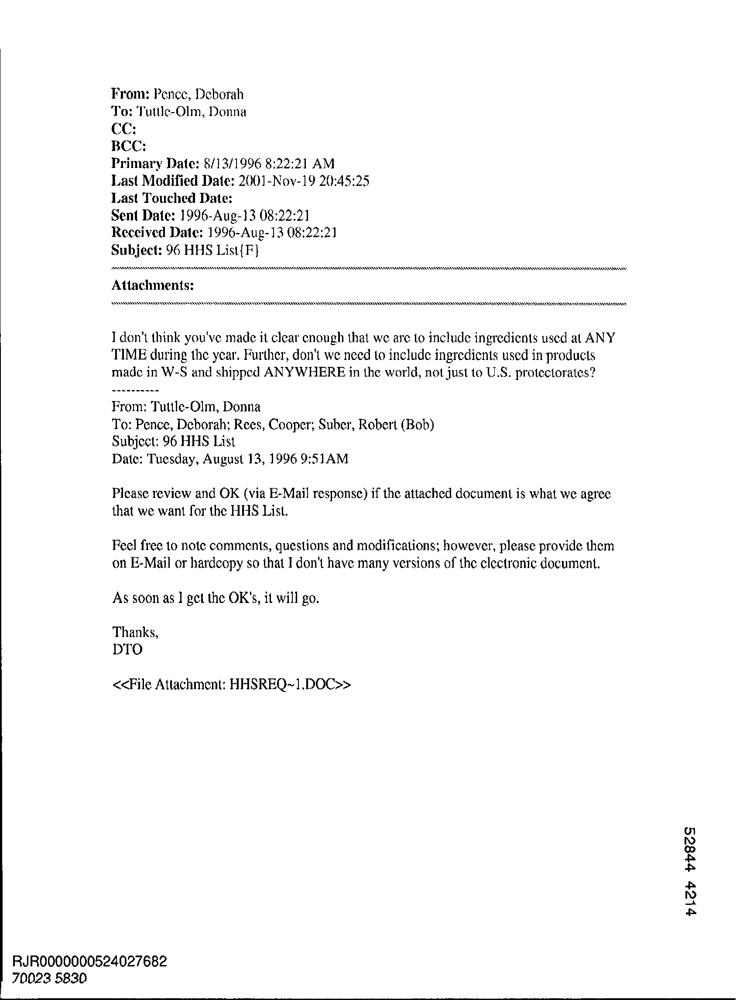 From: Pence, Deborah
To: Tuttle-Olm, Donna
CC:
BCC:
Primary Date: 8/13/1996 8:22:21 AM
Last Modified Date: 2001-Nov-19 20:45:25
Last Touched Date:
Sent Date: 1996-Aug-13 08:22:21
Received Date: 1996-Aug-13 08:22:21
Subject: 96 HHS List{F}
Attachments:
I don't think you've made it clear enough that we are to include ingredients used at ANY
TIME during the year. Further, don't we need to include ingredients used in products
made in W-S and shipped ANYWHERE in the world, not just to U.S. protectorates?
----------
From: Tuttle-Olm, Donna
To: Pence, Deborah; Rees, Cooper; Suber, Robert (Bob)
Subject: 96 HHS List
Date: Tuesday, August 13, 1996 9:51AM
Please review and OK (via E-Mail response) if the attached document is what we agree
that we want for the HHS List.
Feel free to note comments, questions and modifications; however, please provide them
on E-Mail or hardcopy so that I don't have many versions of the electronic document.
As soon as I get the OK's, it will go.
Thanks,
DTO
<<File Attachment: HHSREQ~1.DOC>>
52844 4214
RJR0000000524027682
70023 5830